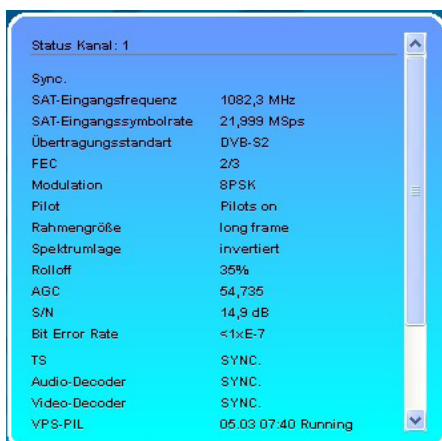 Status Kanal: 1
Sync.
SAT-Eingangsfrequenz 1082,3 MHz
SAT-Eingangssymbolrate 21,999 MSps
Übertragungsstandart DVB-S2
FEC 2/3
Modulation 8PSK
Pilot Pilots on
Rahmengröße long frame
Spektrumlage invertiert
Rolloff 35%
AGC 54,735
S/N 14,9 dB
Bit Error Rate <1xE-7
TS SYNC.
Audio-Decoder SYNC.
Video-Decoder SYNC.
VPS-PIL 05.03 07:40 Running